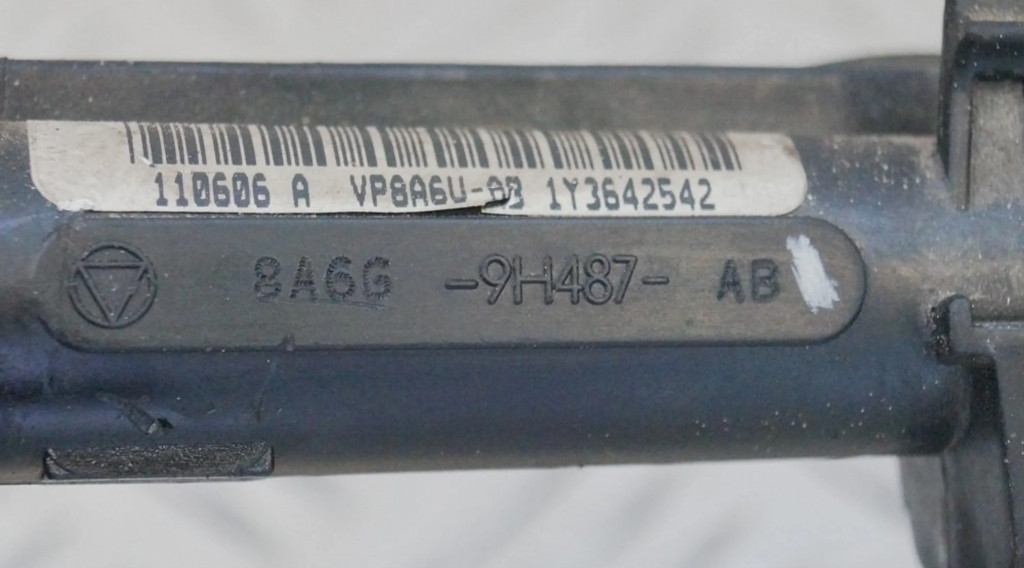 110606 A VP8A6U-AB 1Y3642542
8A6G -9H487- AB